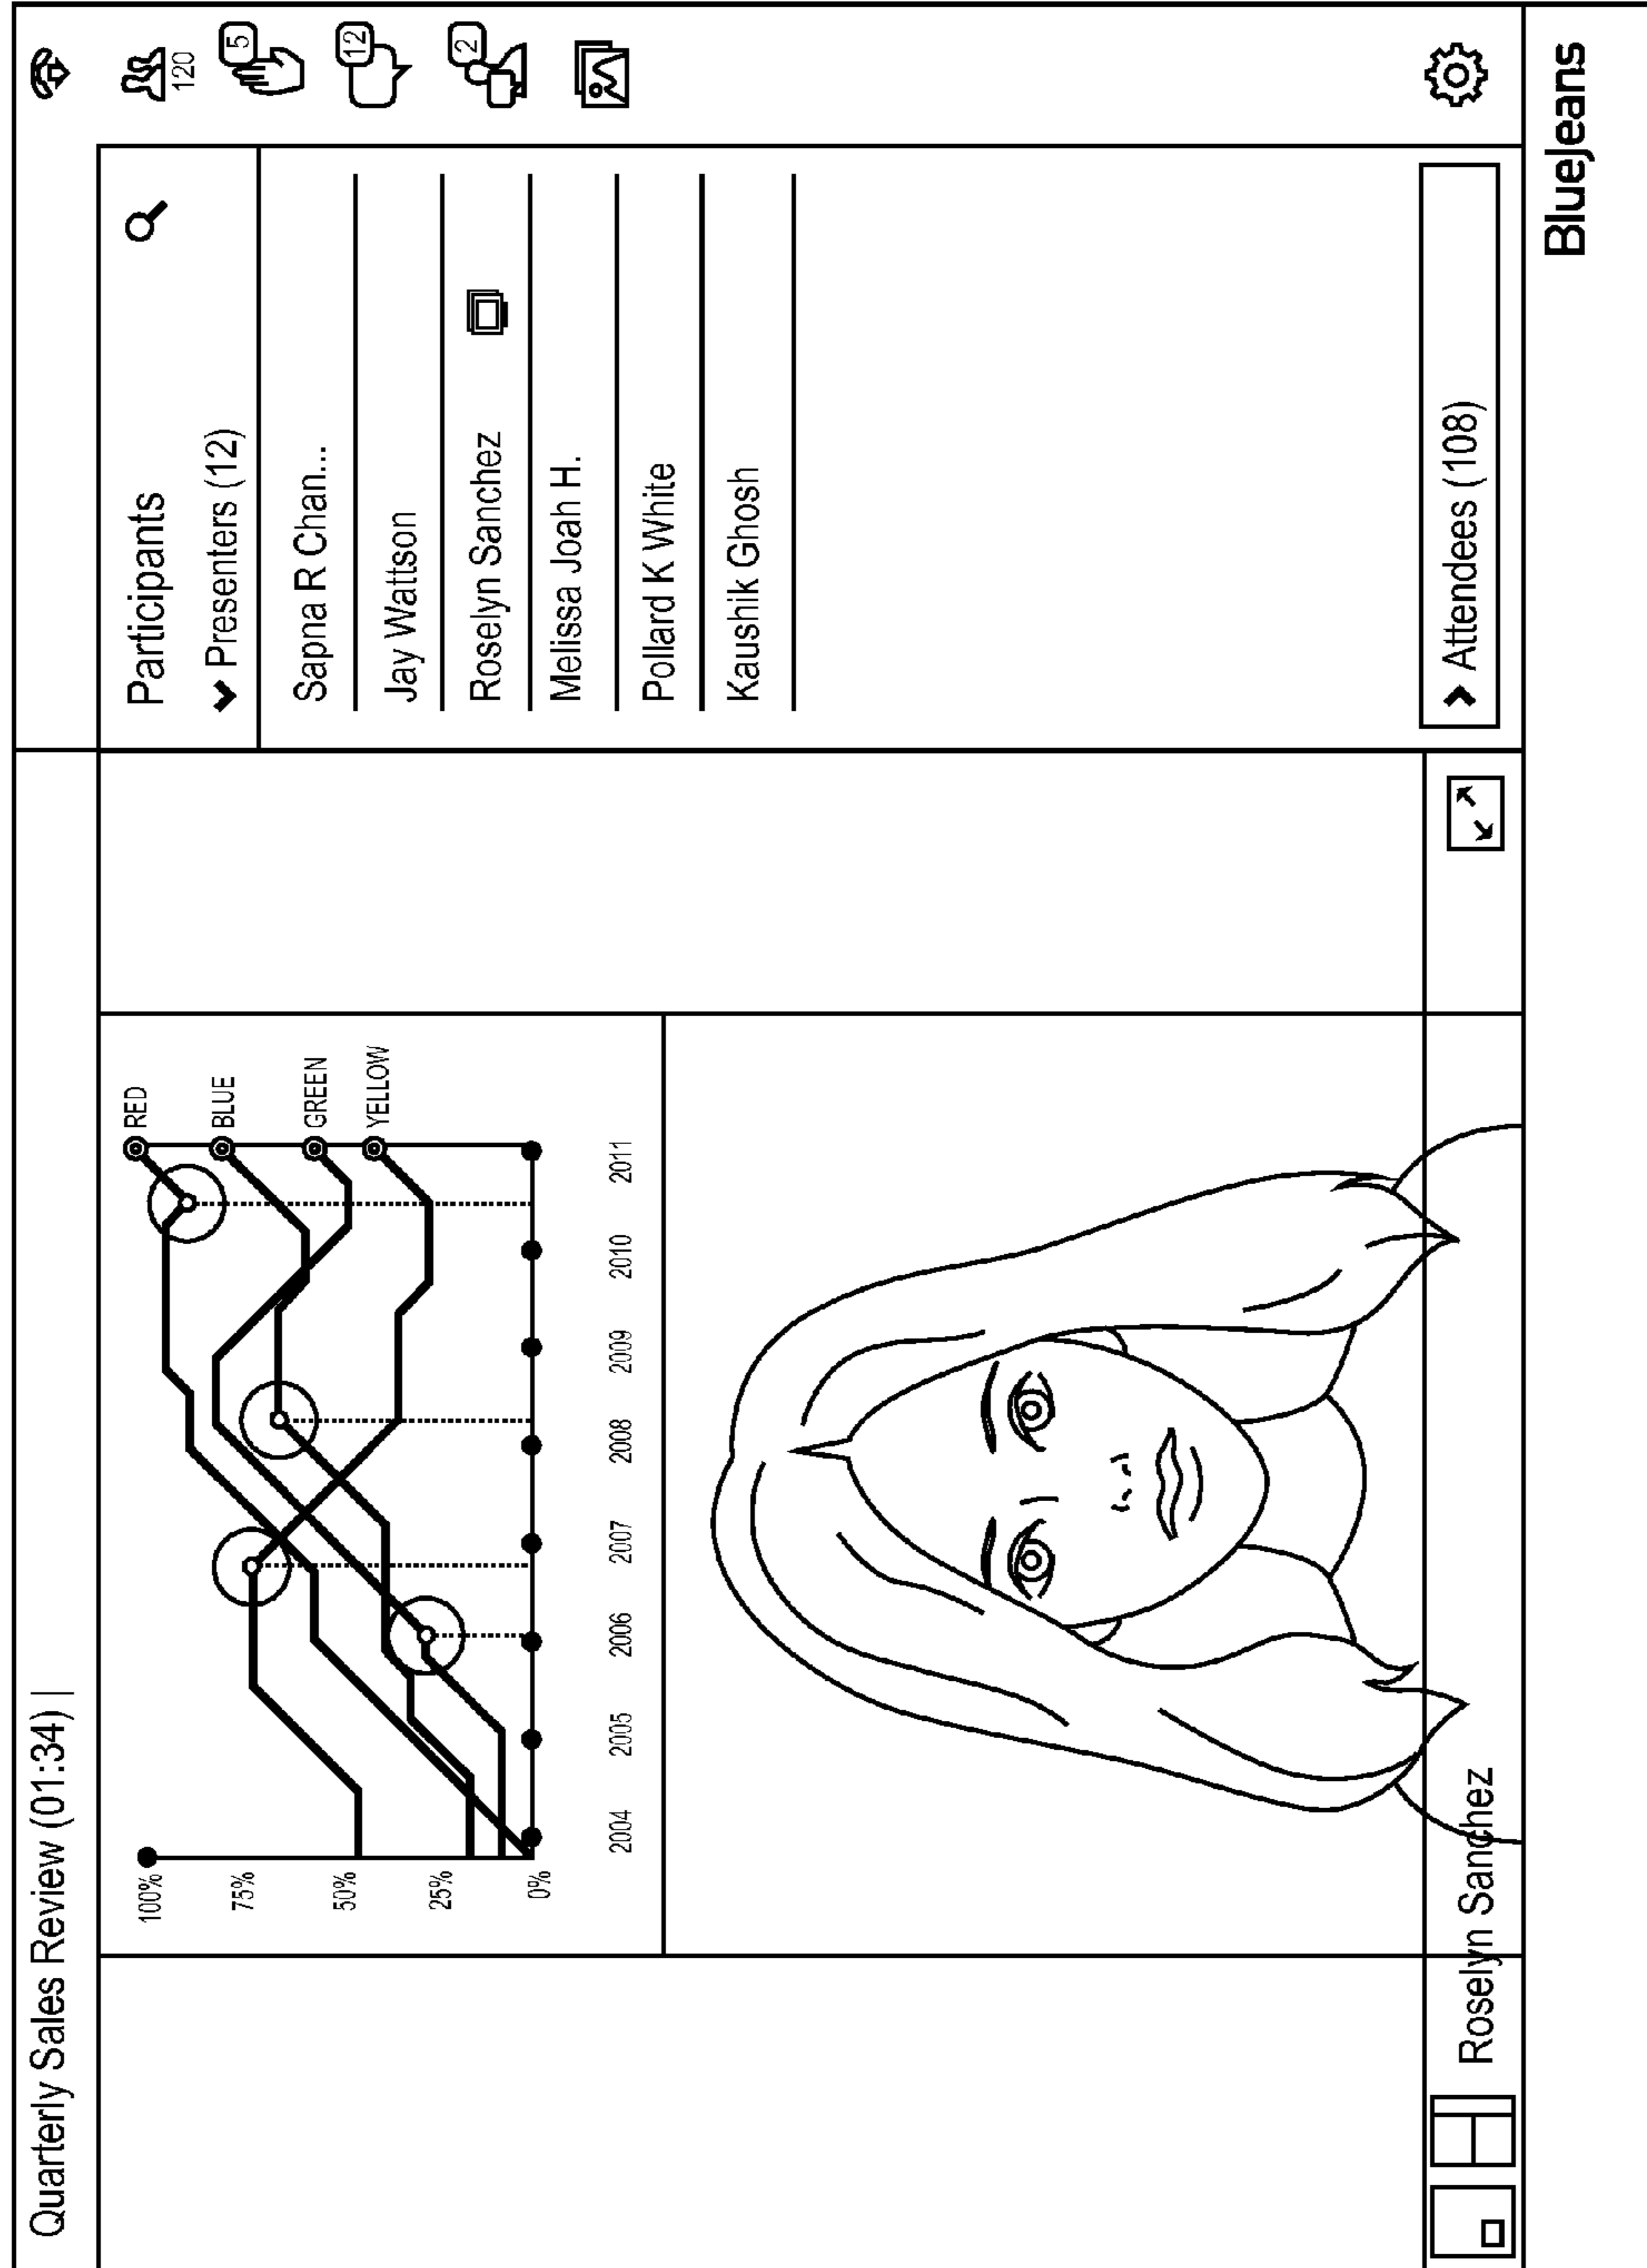 Quarterly Sales Review (01:34) |
100%
75%
50%
25%
0%
2004
2005
2006
2007
2008
2009
2010
2011
RED
BLUE
GREEN
YELLOW
Participants
Presenters (12)
Sapna R Chan...
Jay Wattson
Roselyn Sanchez
Melissa Joah H.
Pollard K White
Kaushik Ghosh
Attendees (108)
120
5
12
2
Roselyn Sanchez
BlueJeans